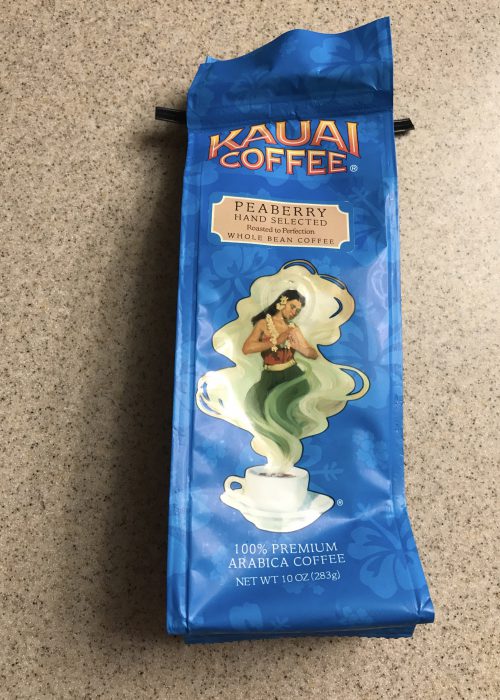 KAUAI
COFFEE®
PEABERRY
HAND SELECTED
Roasted to Perfection
WHOLE BEAN COFFEE
®
100% PREMIUM
ARABICA COFFEE
NET WT 10 OZ (283g)